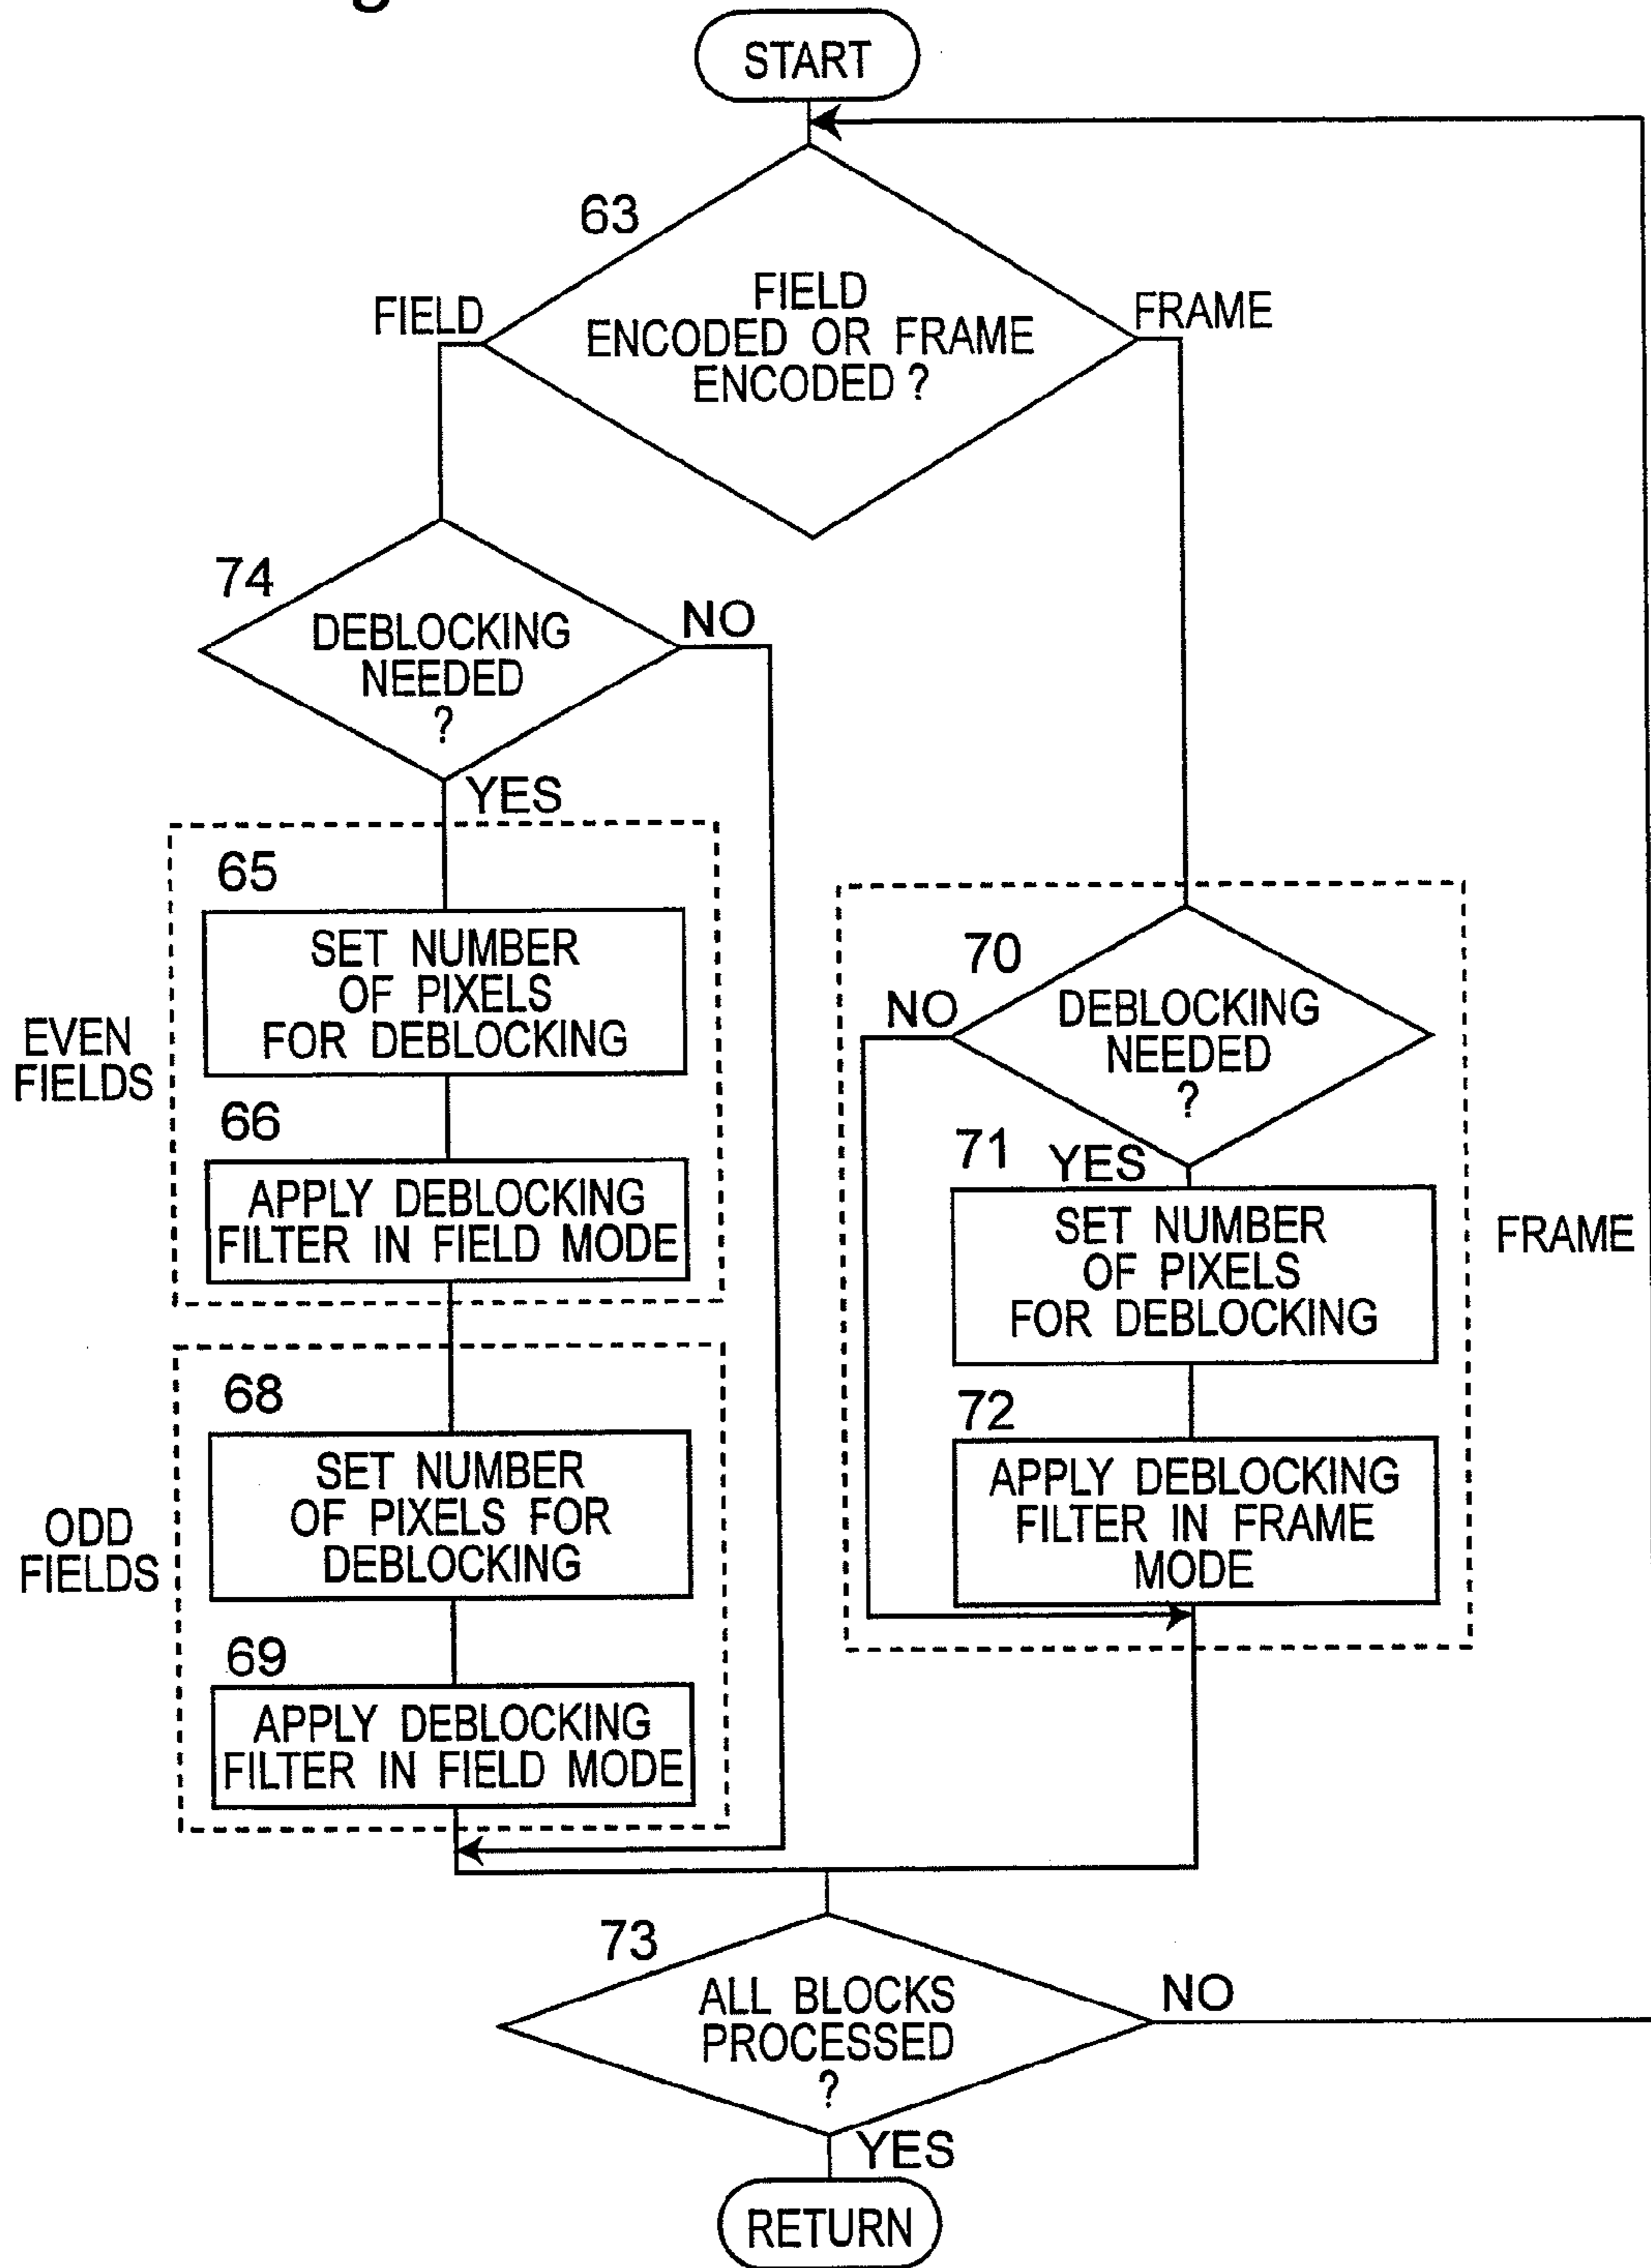 START
63
FIELD
ENCODED OR FRAME
ENCODED ?
FIELD
FRAME
74
DEBLOCKING
NEEDED
?
NO
YES
EVEN
FIELDS
65
SET NUMBER
OF PIXELS
FOR DEBLOCKING
66
APPLY DEBLOCKING
FILTER IN FIELD MODE
ODD
FIELDS
68
SET NUMBER
OF PIXELS FOR
DEBLOCKING
69
APPLY DEBLOCKING
FILTER IN FIELD MODE
70
DEBLOCKING
NEEDED
?
NO
YES
71
SET NUMBER
OF PIXELS
FOR DEBLOCKING
FRAME
72
APPLY DEBLOCKING
FILTER IN FRAME
MODE
73
ALL BLOCKS
PROCESSED
?
NO
YES
RETURN